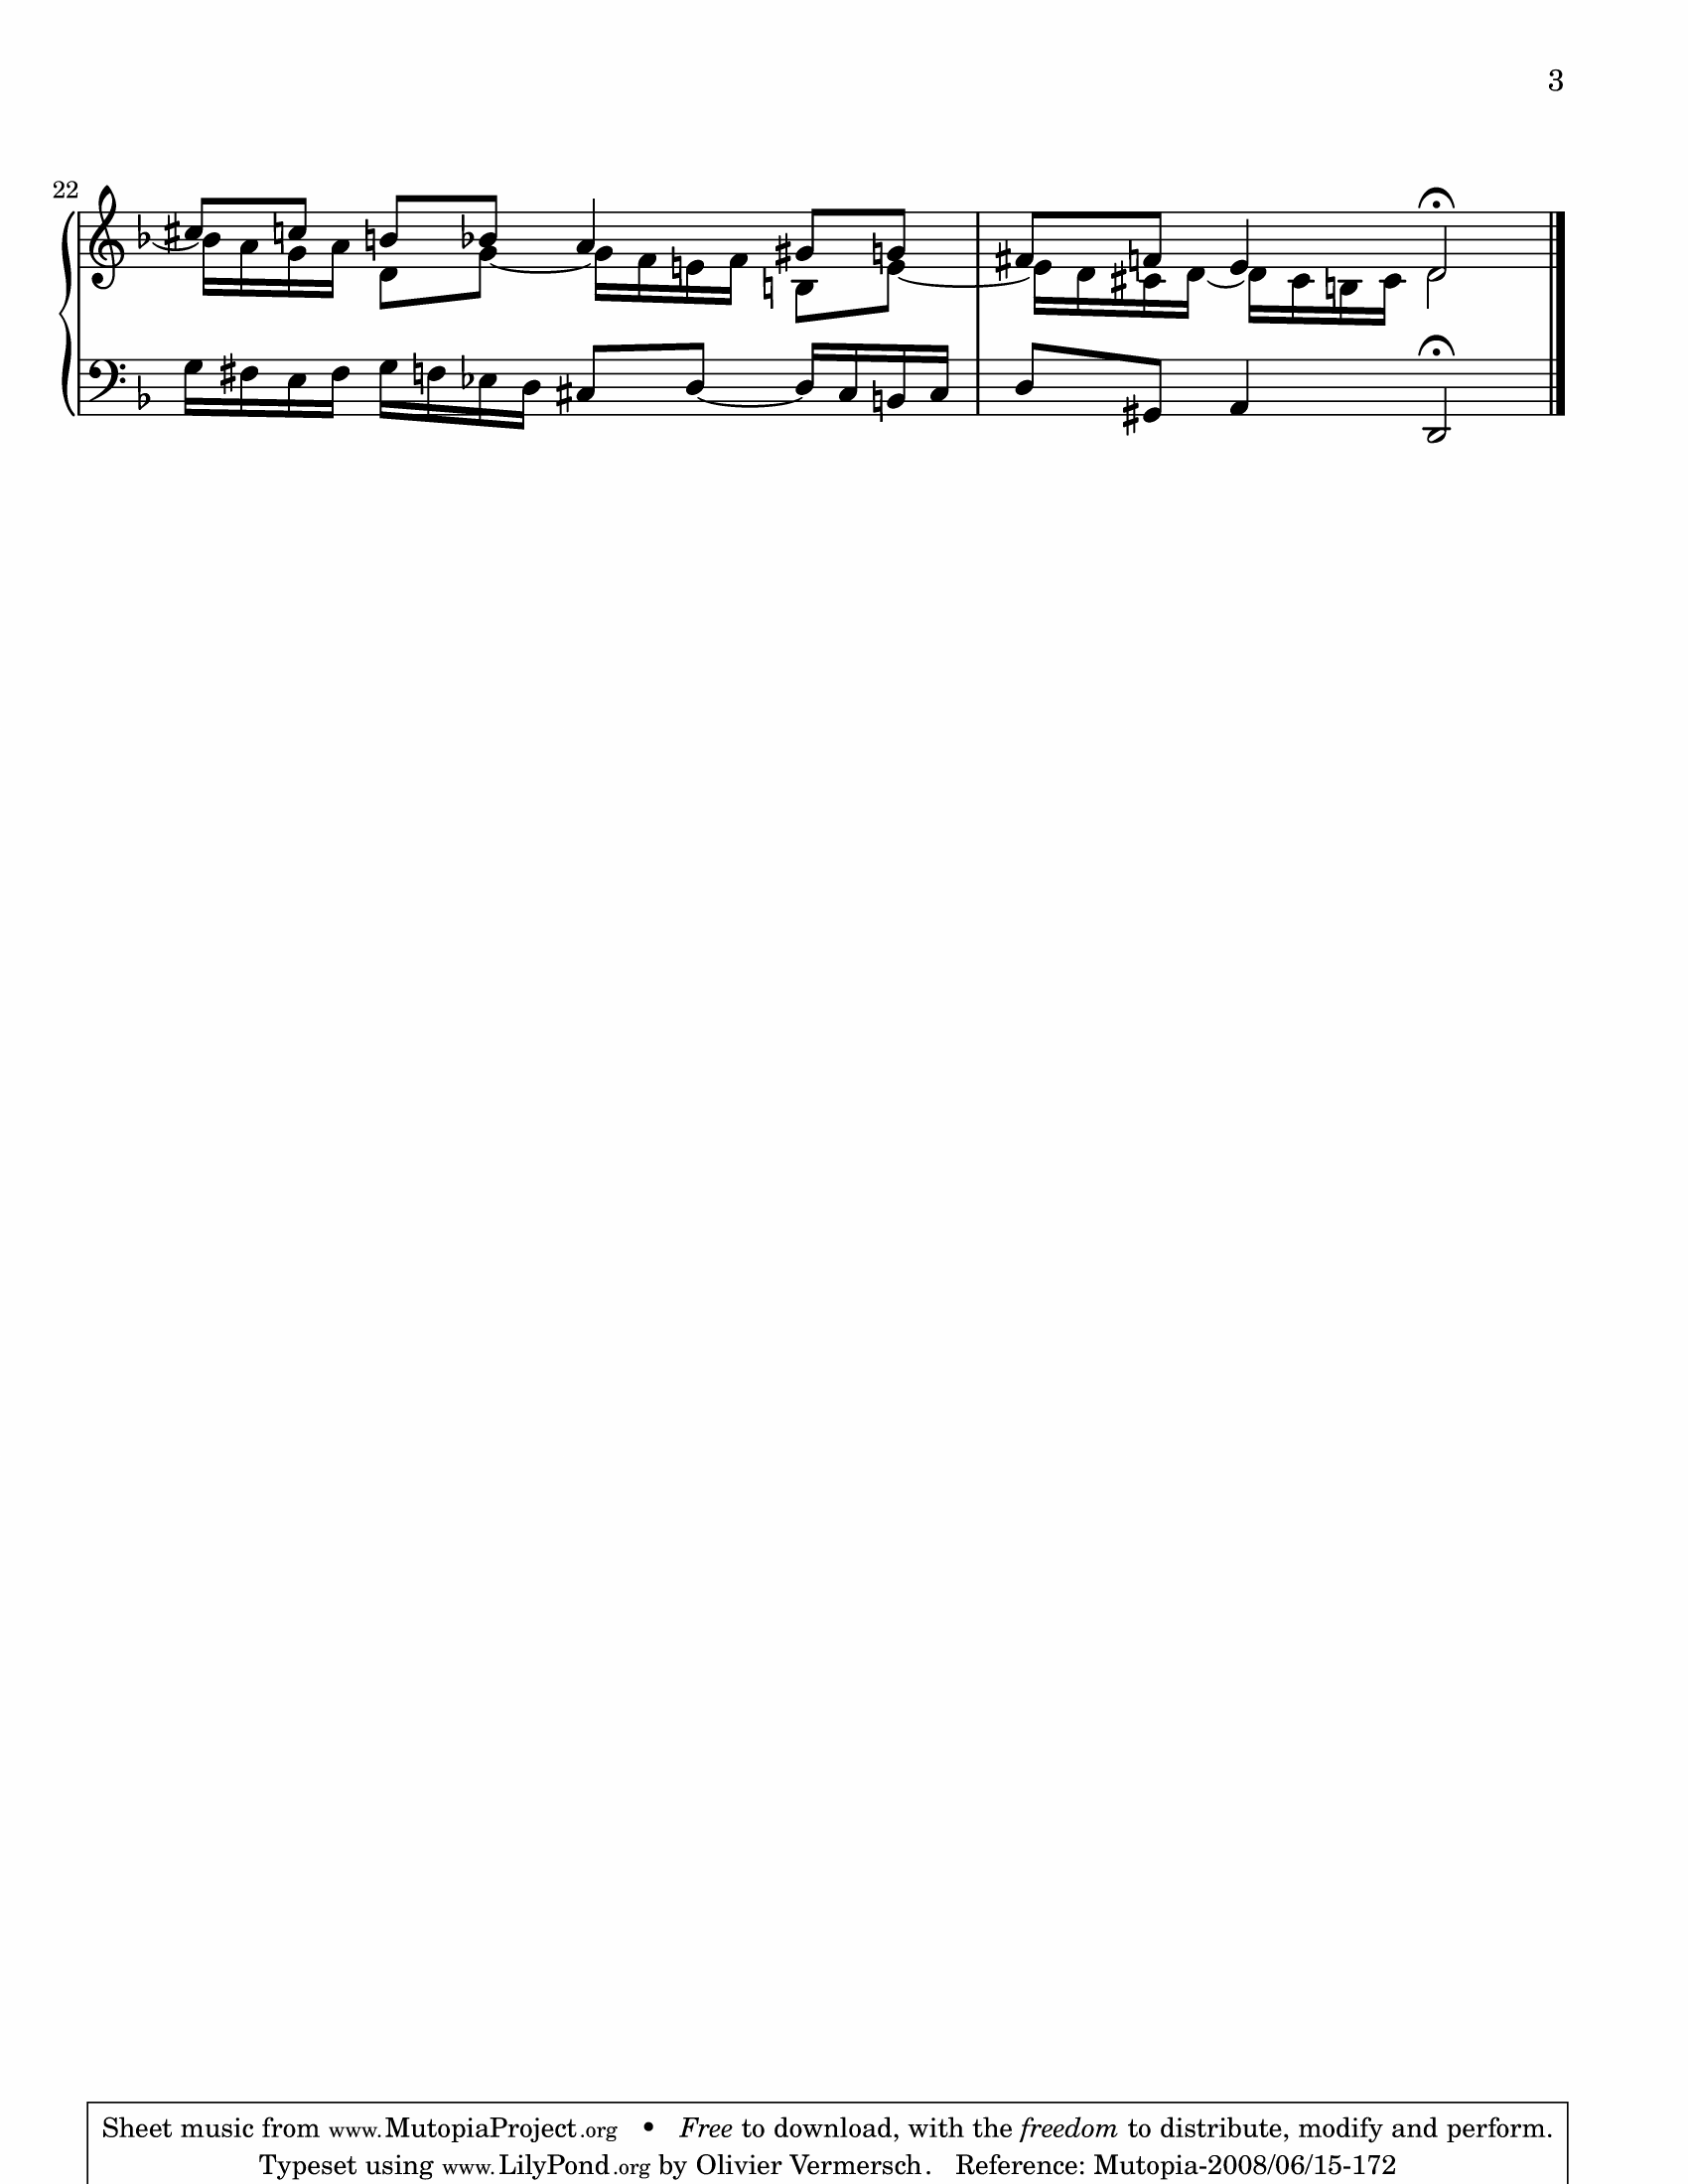 3
22
Sheet music from www.MutopiaProject.org • Free to download, with the freedom to distribute, modify and perform.
Typeset using www.LilyPond.org by Olivier Vermersch. Reference: Mutopia-2008/06/15-172